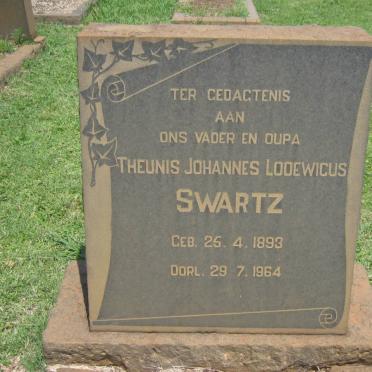 TER GEDAGTENIS
AAN
ONS VADER EN OUPA
THEUNIS JOHANNES LODEWICUS
SWARTZ
GEB. 25. 4. 1893
OORL. 29. 7. 1964